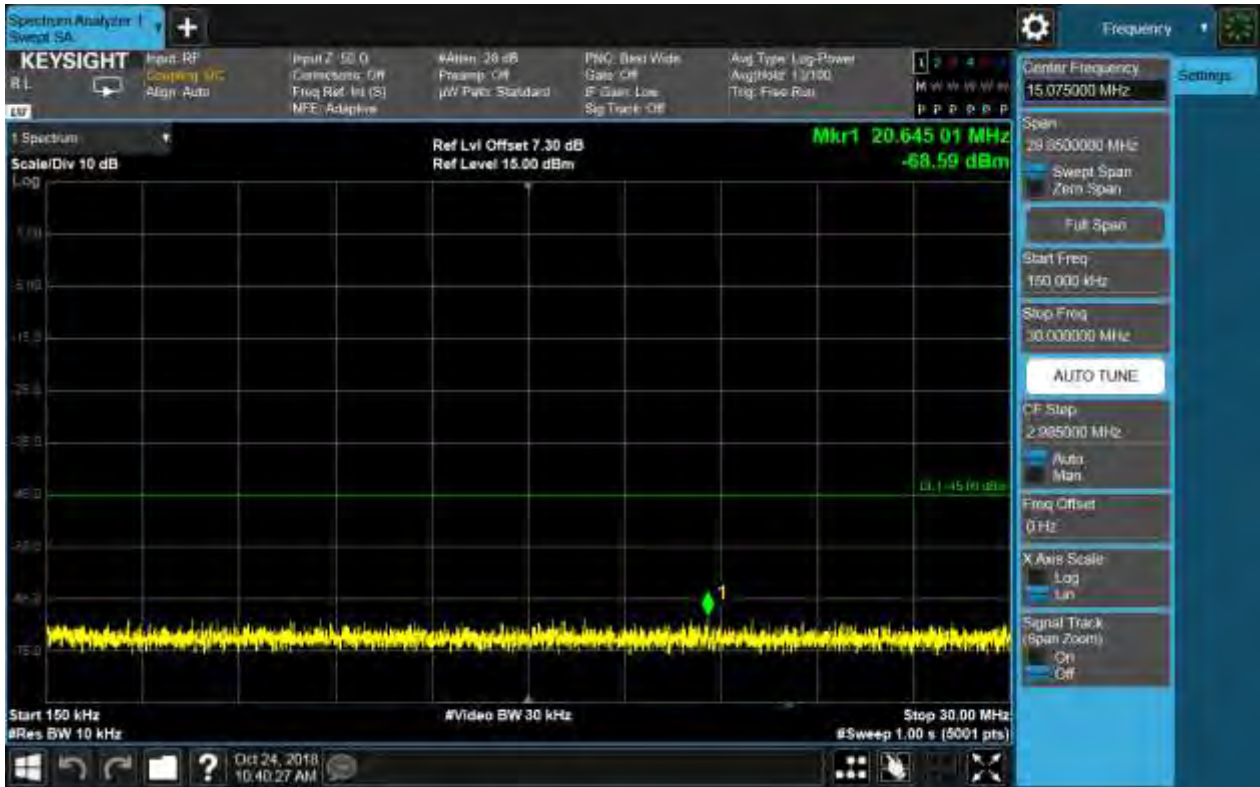 Spectrum Analyzer 1
Swept SA
+
Frequency
KEYSIGHT
Input: RF
Coupling: DC
Align: Auto
Input Z: 50 Ω
Corrections: Off
Freq Ref: Int (S)
NFE: Adaptive
#Atten: 28 dB
Preamp: Off
µW Path: Standard
PNO: Best Wide
Gate: Off
IF Gain: Low
Sig Track: Off
Avg Type: Log-Power
Trig: Free Run
P P P P P P
1 Spectrum
Scale/Div 10 dB
Log
Ref Lvl Offset 7.30 dB
Ref Level 15.00 dBm
Mkr1 20.645 01 MHz
-68.59 dBm
1
Start 150 kHz
#Video BW 30 kHz
Stop 30.00 MHz
#Res BW 10 kHz
#Sweep 1.00 s (5001 pts)
?
Oct 24, 2018
10:40:27 AM
Center Frequency
15.075000 MHz
Settings
Span
29.8500000 MHz
Swept Span
Zero Span
Full Span
Start Freq
150.000 kHz
Stop Freq
30.000000 MHz
AUTO TUNE
CF Step
2.985000 MHz
Auto
Man
Freq Offset
0 Hz
X Axis Scale
Log
Lin
Signal Track
(Span Zoom)
On
Off